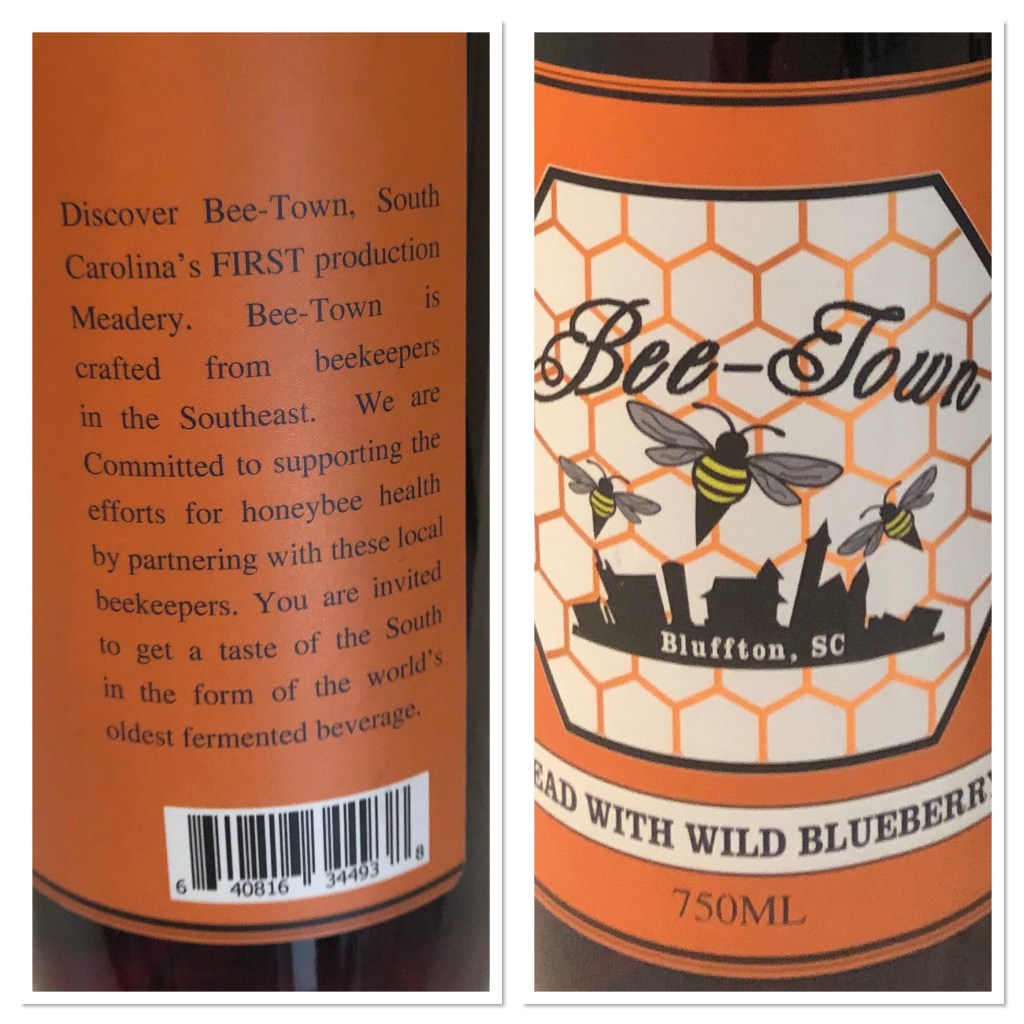 Discover Bee-Town, South
Carolina's FIRST production
Meadery. Bee-Town is
crafted from beekeepers
in the Southeast. We are
Committed to supporting the
efforts for honeybee health
by partnering with these local
beekeepers. You are invited
to get a taste of the South
in the form of the world's
oldest fermented beverage.
6 40816 34493 8
Bee-Town
Bluffton, SC
EAD WITH WILD BLUEBERRY
750ML